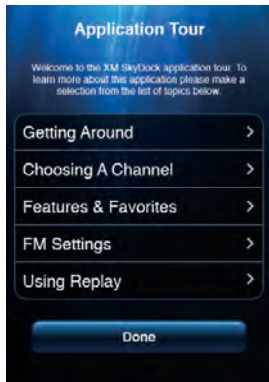 Application Tour
Welcome to the XM SkyDock application tour. To
learn more about this application please make a
selection from the list of topics below.
Getting Around
Choosing A Channel
Features & Favorites
FM Settings
Using Replay
Done